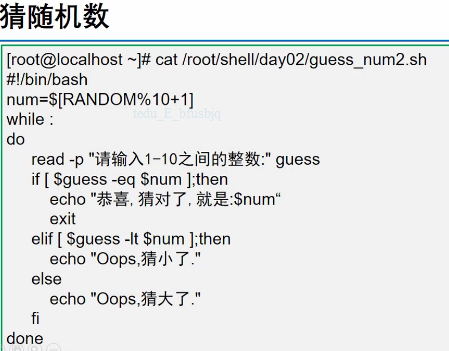 猜随机数
[root@localhost ~]# cat /root/shell/day02/guess_num2.sh
#!/bin/bash
num=$[RANDOM%10+1]
while :
do
read -p "请输入1-10之间的整数:" guess
if [ $guess -eq $num ];then
echo "恭喜,猜对了,就是:$num“
exit
elif [ $guess -lt $num ];then
echo "Oops,猜小了."
else
echo "Oops,猜大了."
fi
done